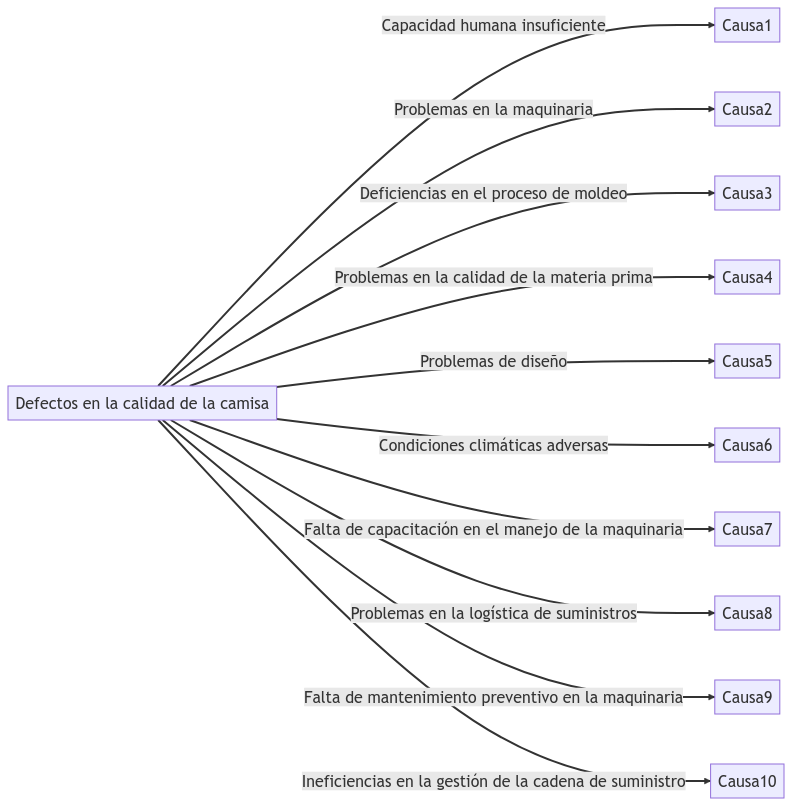 Capacidad humana insuficiente
Causa1
Problemas en la maquinaria
Causa2
Deficiencias en el proceso de moldeo
Causa3
Problemas en la calidad de la materia prima
Causa4
Problemas de diseño
Causa5
Defectos en la calidad de la camisa
Condiciones climáticas adversas
Causa6
Falta de capacitación en el manejo de la maquinaria
Causa7
Problemas en la logística de suministros
Causa8
Falta de mantenimiento preventivo en la maquinaria
Causa9
Ineficiencias en la gestión de la cadena de suministro
Causa10